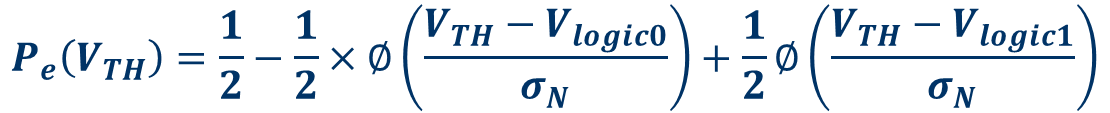 P_e(V_TH) = 1/2 − 1/2 × ∅((V_TH − V_logic0)/σ_N) + 1/2 ∅((V_TH − V_logic1)/σ_N)